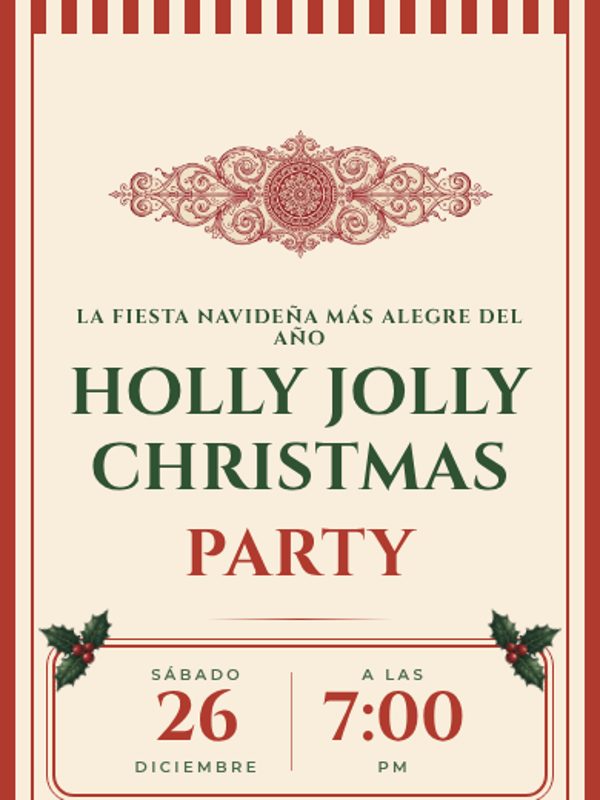 LA FIESTA NAVIDEÑA MÁS ALEGRE DEL
AÑO
HOLLY JOLLY
CHRISTMAS
PARTY
SÁBADO
26
DICIEMBRE
A LAS
7:00
PM